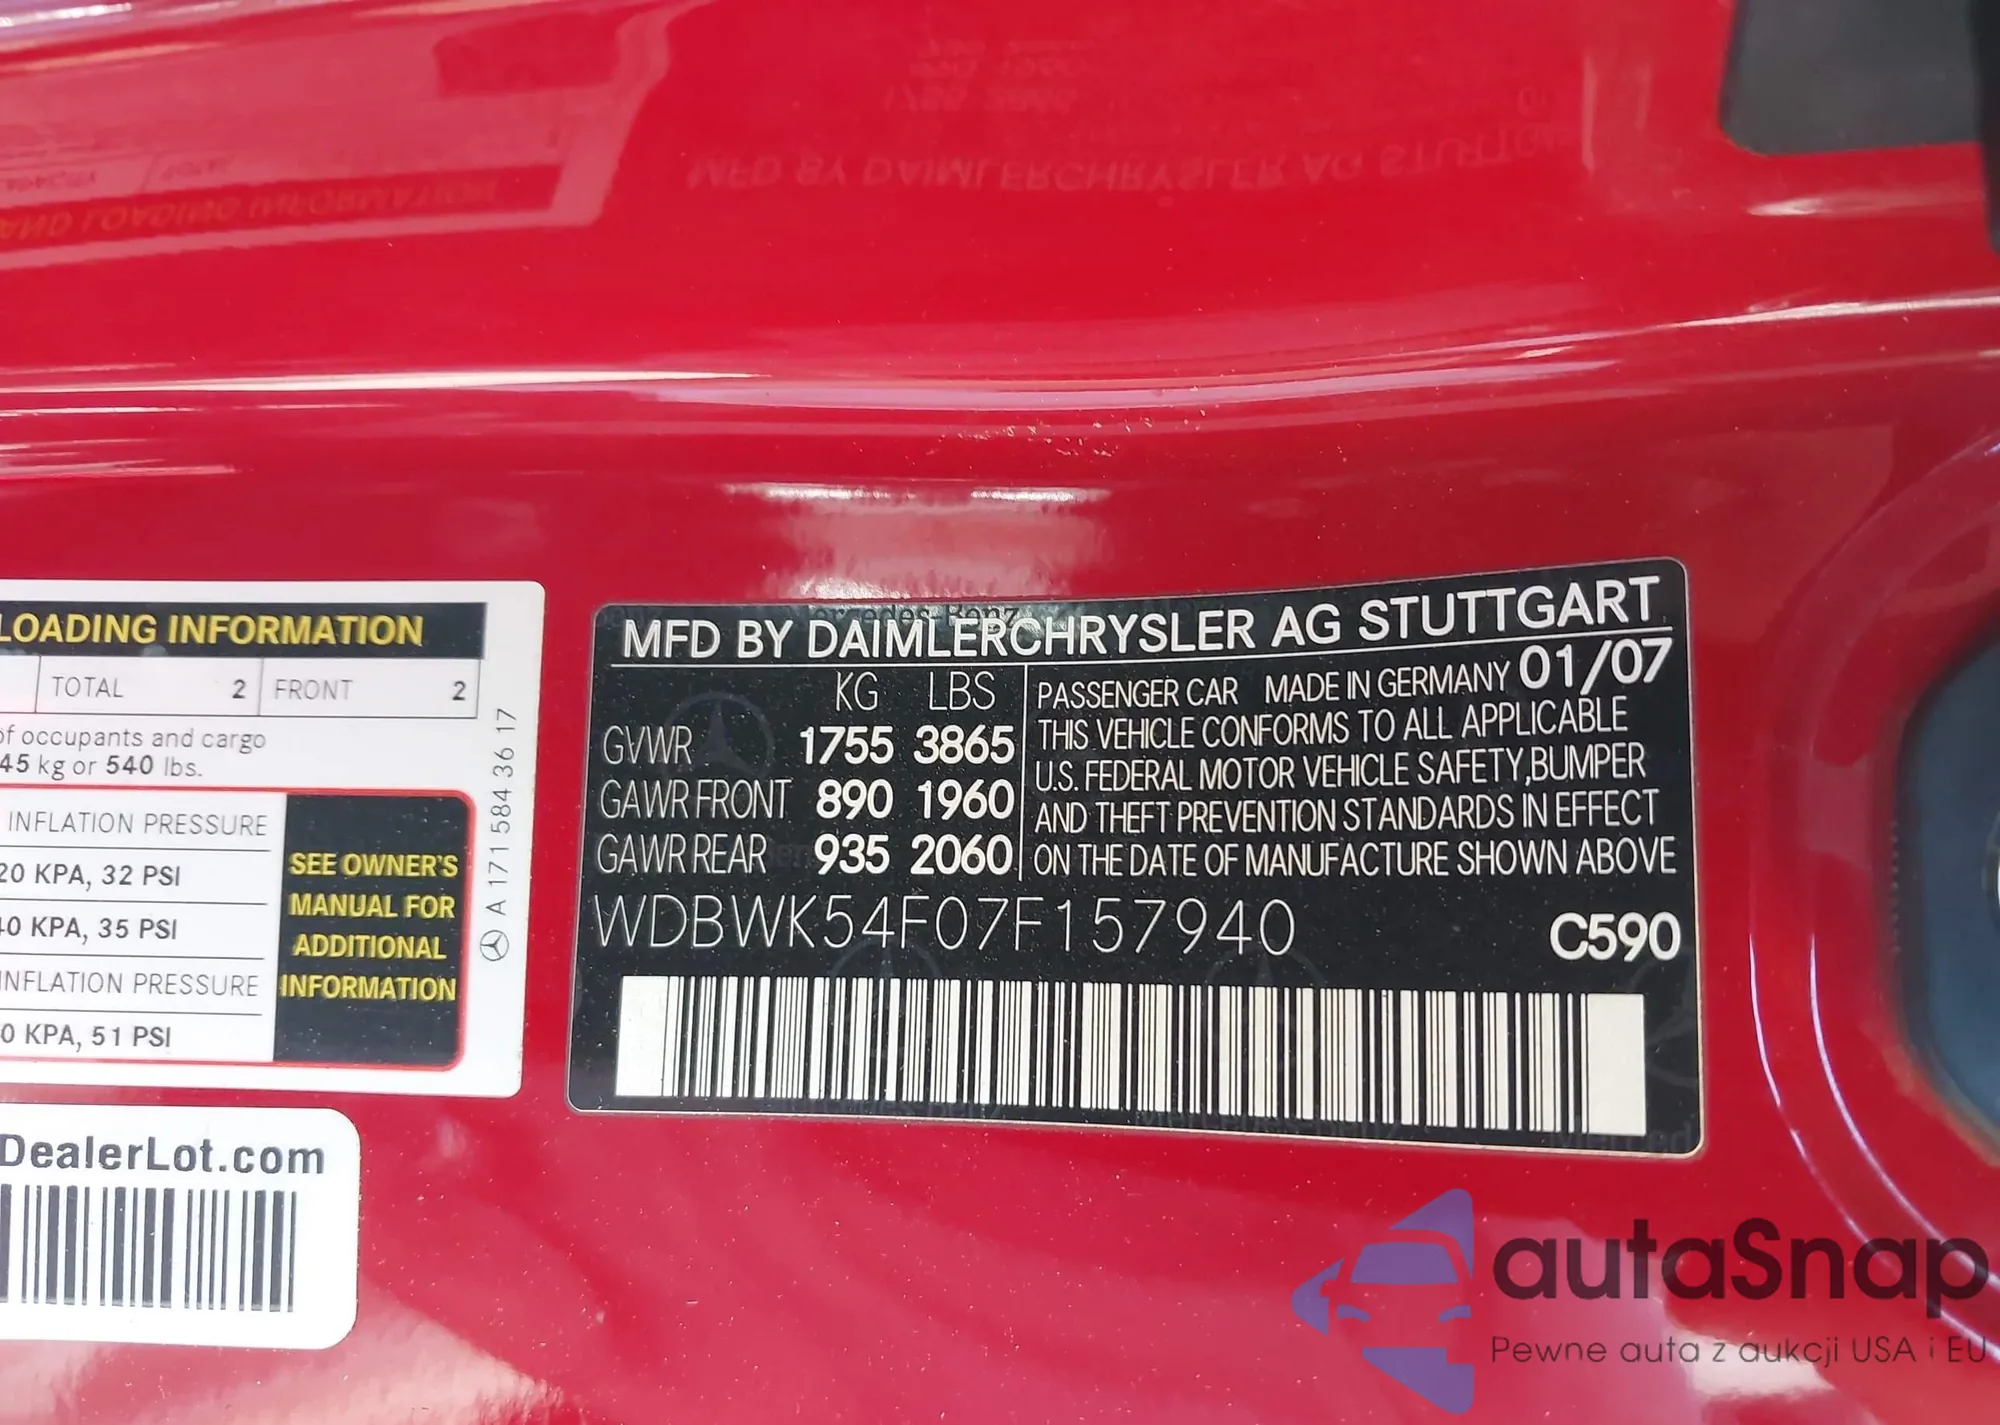 LOADING INFORMATION
TOTAL 2 FRONT 2
of occupants and cargo
45 kg or 540 lbs.
INFLATION PRESSURE
20 KPA, 32 PSI
40 KPA, 35 PSI
INFLATION PRESSURE
0 KPA, 51 PSI
SEE OWNER'S
MANUAL FOR
ADDITIONAL
INFORMATION
A 171 584 36 17
DealerLot.com
MFD BY DAIMLERCHRYSLER AG STUTTGART
KG LBS
GVWR 1755 3865
GAWR FRONT 890 1960
GAWR REAR 935 2060
PASSENGER CAR MADE IN GERMANY 01/07
THIS VEHICLE CONFORMS TO ALL APPLICABLE
U.S. FEDERAL MOTOR VEHICLE SAFETY,BUMPER
AND THEFT PREVENTION STANDARDS IN EFFECT
ON THE DATE OF MANUFACTURE SHOWN ABOVE
WDBWK54F07F157940 C590
autaSnap
Pewne auta z aukcji USA i EU